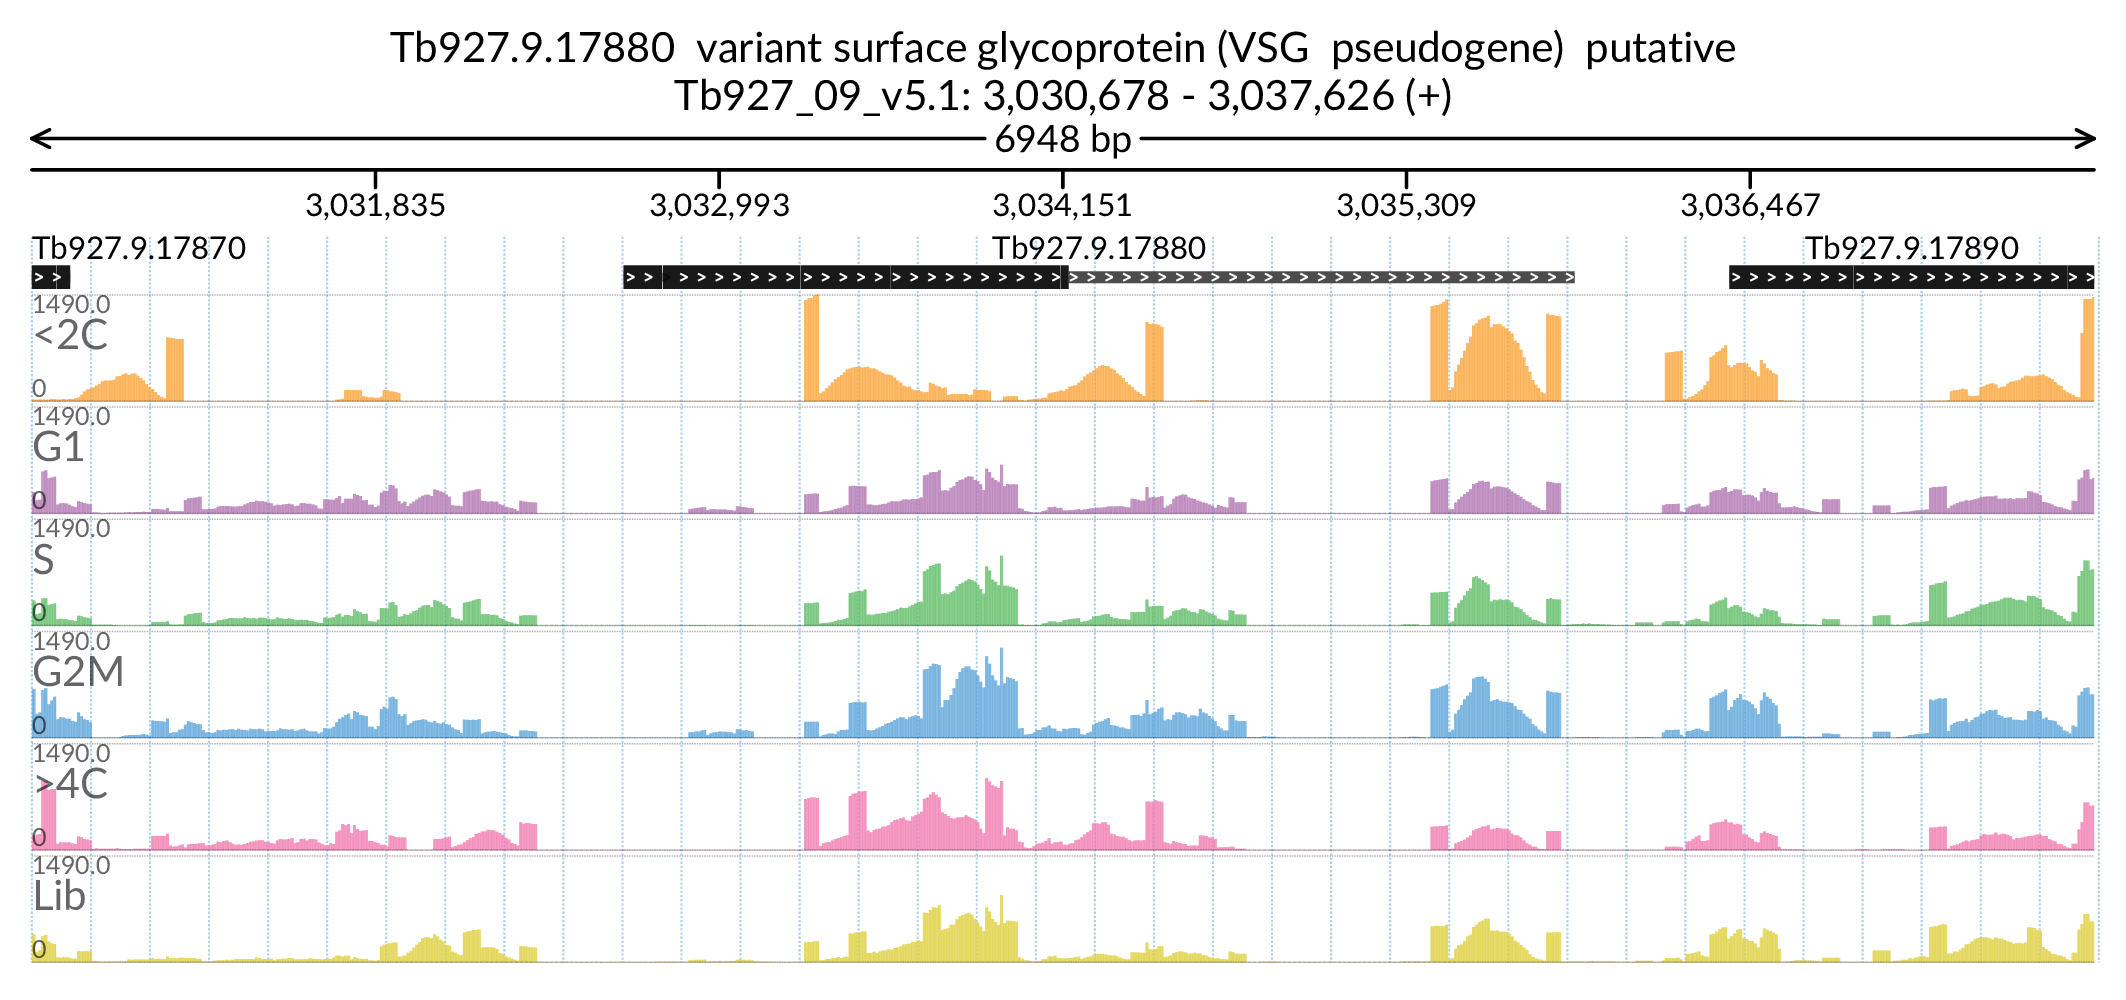 Tb927.9.17880 variant surface glycoprotein (VSG pseudogene) putative
Tb927_09_v5.1: 3,030,678 - 3,037,626 (+)
6948 bp
3,031,835 3,032,993 3,034,151 3,035,309 3,036,467
Tb927.9.17870 Tb927.9.17880 Tb927.9.17890
1490.0
<2C
0
1490.0
G1
0
1490.0
S
0
1490.0
G2M
0
1490.0
>4C
0
1490.0
Lib
0